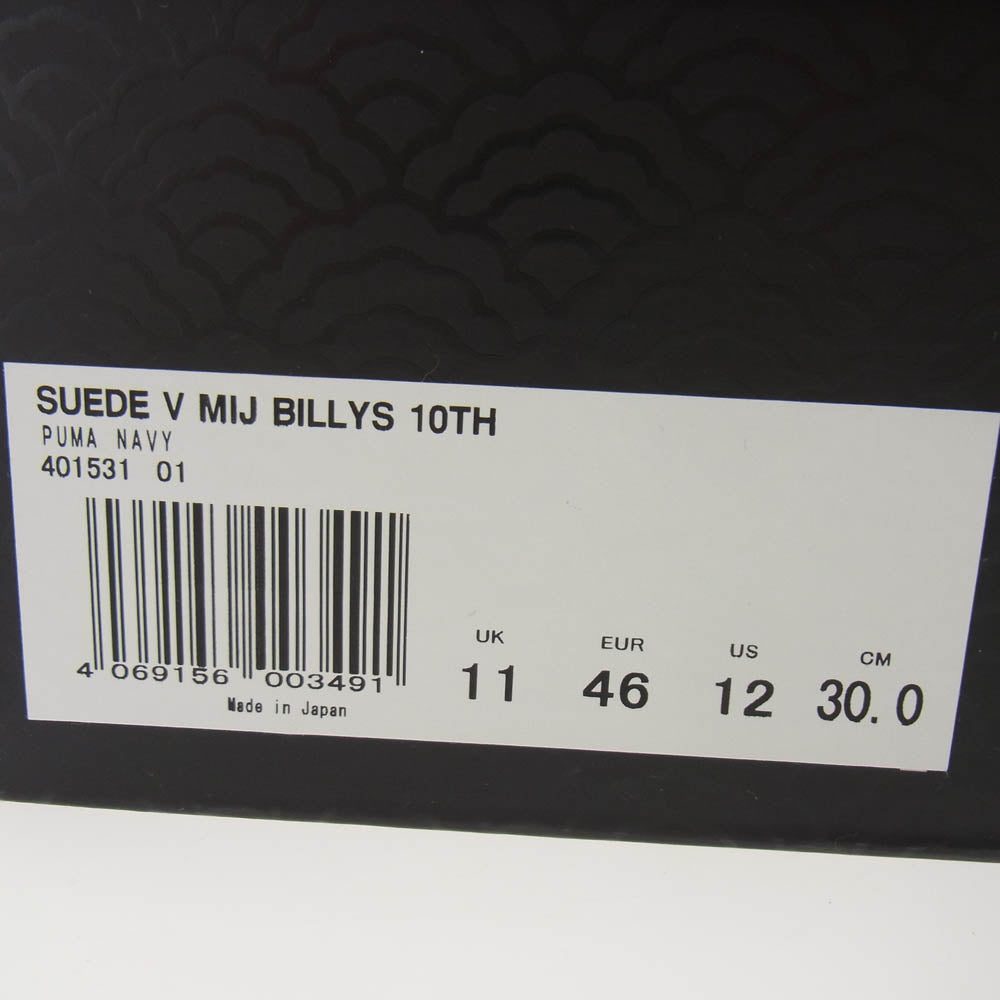 SUEDE V MIJ BILLYS 10TH
PUMA NAVY
401531 01
4 069156 003491
Made in Japan
UK EUR US CM
11 46 12 30.0